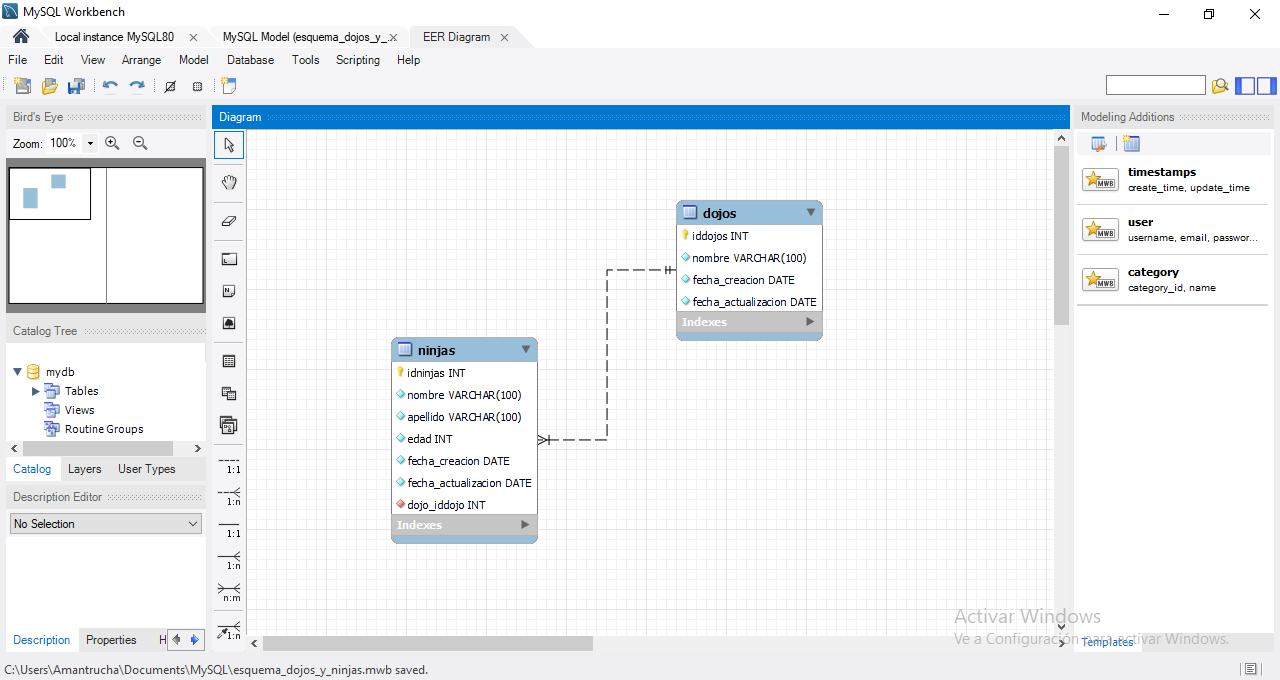 MySQL Workbench
Local instance MySQL80
MySQL Model (esquema_dojos_y_...
EER Diagram
File Edit View Arrange Model Database Tools Scripting Help
Bird's Eye
Zoom: 100%
Catalog Tree
mydb
Tables
Views
Routine Groups
Catalog Layers User Types
Description Editor
No Selection
Description Properties H
Diagram
1:1
1:n
1:1
1:n
n:m
1:n
dojos
iddojos INT
nombre VARCHAR(100)
fecha_creacion DATE
fecha_actualizacion DATE
Indexes
ninjas
idninjas INT
nombre VARCHAR(100)
apellido VARCHAR(100)
edad INT
fecha_creacion DATE
fecha_actualizacion DATE
dojo_iddojo INT
Indexes
Modeling Additions
MWB
timestamps
create_time, update_time
MWB
user
username, email, passwor...
MWB
category
category_id, name
Templates
Activar Windows
Ve a Configuración para activar Windows.
C:\Users\Amantrucha\Documents\MySQL\esquema_dojos_y_ninjas.mwb saved.